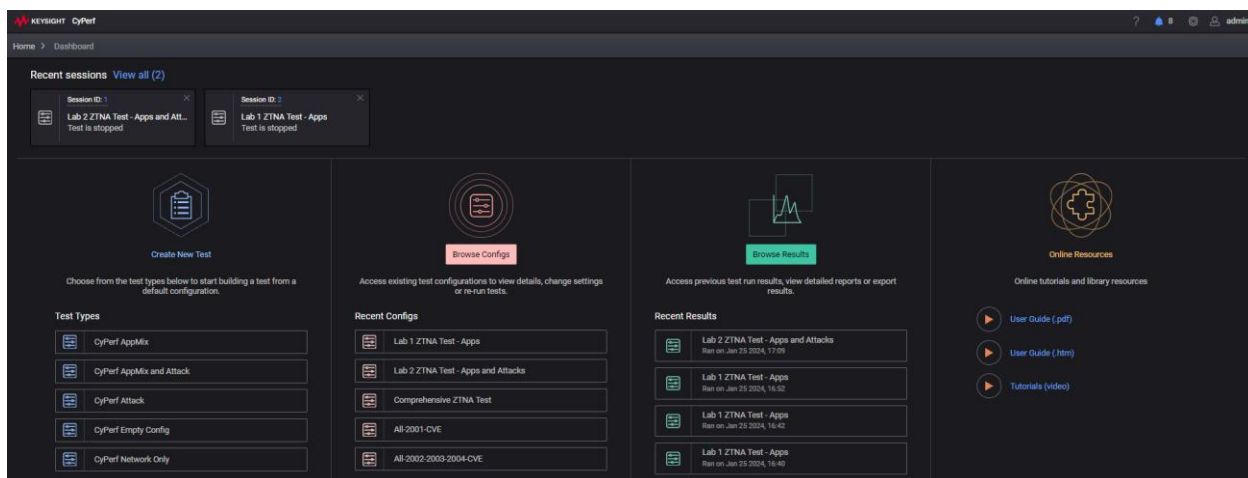 KEYSIGHT CyPerf
? 8 admin
Home > Dashboard
Recent sessions View all (2)
Session ID: 1
Lab 2 ZTNA Test - Apps and Att...
Test is stopped
Session ID: 2
Lab 1 ZTNA Test - Apps
Test is stopped
Create New Test
Choose from the test types below to start building a test from a
default configuration.
Test Types
CyPerf AppMix
CyPerf AppMix and Attack
CyPerf Attack
CyPerf Empty Config
CyPerf Network Only
Browse Configs
Access existing test configurations to view details, change settings
or re-run tests.
Recent Configs
Lab 1 ZTNA Test - Apps
Lab 2 ZTNA Test - Apps and Attacks
Comprehensive ZTNA Test
All-2001-CVE
All-2002-2003-2004-CVE
Browse Results
Access previous test run results, view detailed reports or export
results.
Recent Results
Lab 2 ZTNA Test - Apps and Attacks
Ran on Jan 25 2024, 17:09
Lab 1 ZTNA Test - Apps
Ran on Jan 25 2024, 16:52
Lab 1 ZTNA Test - Apps
Ran on Jan 25 2024, 16:42
Lab 1 ZTNA Test - Apps
Ran on Jan 25 2024, 16:40
Online Resources
Online tutorials and library resources
User Guide (.pdf)
User Guide (.htm)
Tutorials (video)